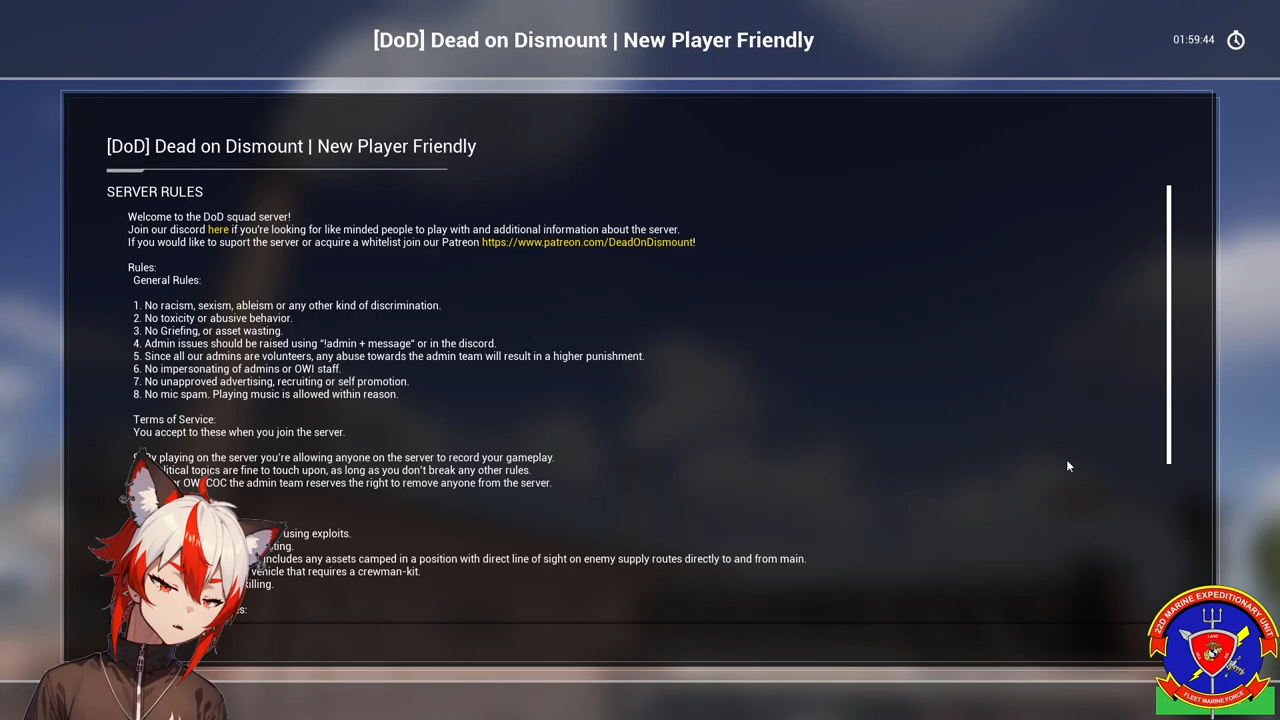 [DoD] Dead on Dismount | New Player Friendly
01:59:44
[DoD] Dead on Dismount | New Player Friendly
SERVER RULES
Welcome to the DoD squad server!
Join our discord here if you're looking for like minded people to play with and additional information about the server.
If you would like to suport the server or acquire a whitelist join our Patreon https://www.patreon.com/DeadOnDismount!
Rules:
General Rules:
1. No racism, sexism, ableism or any other kind of discrimination.
2. No toxicity or abusive behavior.
3. No Griefing, or asset wasting.
4. Admin issues should be raised using "!admin + message" or in the discord.
5. Since all our admins are volunteers, any abuse towards the admin team will result in a higher punishment.
6. No impersonating of admins or OWI staff.
7. No unapproved advertising, recruiting or self promotion.
8. No mic spam. Playing music is allowed within reason.
Terms of Service:
You accept to these when you join the server.
playing on the server you're allowing anyone on the server to record your gameplay.
topics are fine to touch upon, as long as you don't break any other rules.
COC the admin team reserves the right to remove anyone from the server.
using exploits.
includes any assets camped in a position with direct line of sight on enemy supply routes directly to and from main.
vehicle that requires a crewman-kit.
22D MARINE EXPEDITIONARY UNIT
LAND
SEA
AIR
FLEET MARINE FORCE